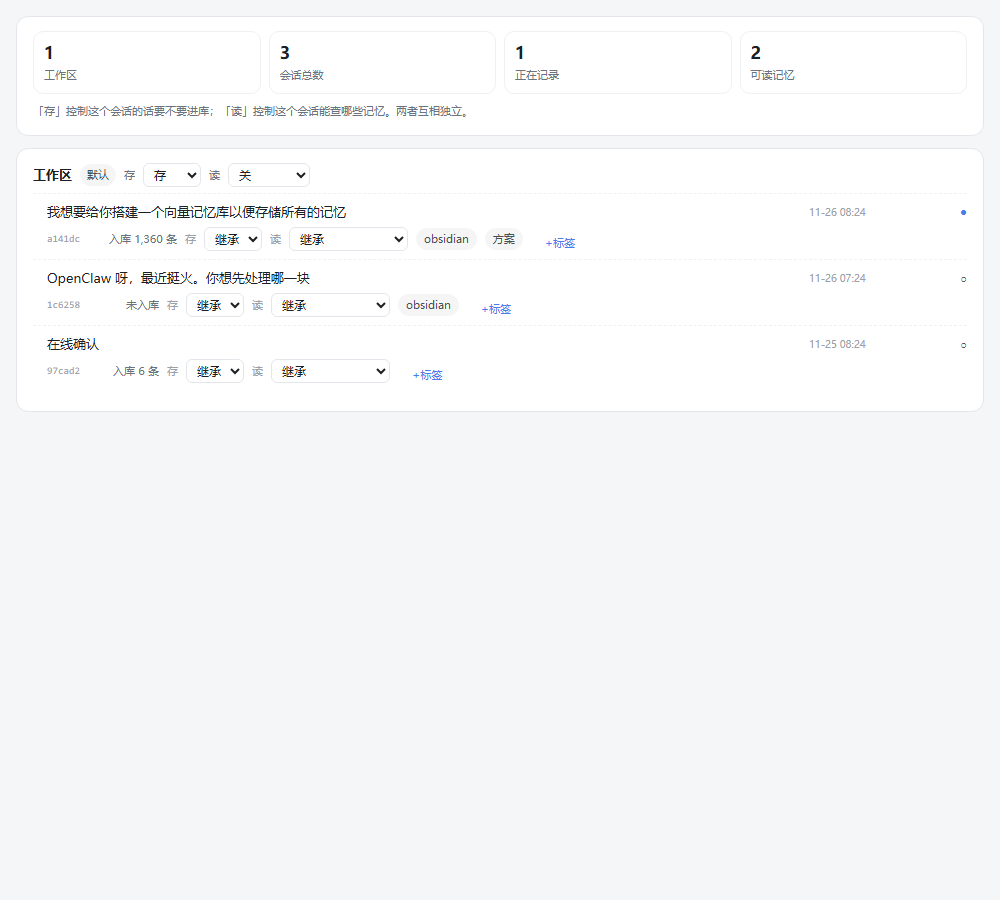 1
工作区
3
会话总数
1
正在记录
2
可读记忆
「存」控制这个会话的话要不要进库；「读」控制这个会话能查哪些记忆。两者互相独立。
工作区 默认 存 存 读 关
我想要给你搭建一个向量记忆库以便存储所有的记忆 11-26 08:24
a141dc 入库 1,360 条 存 继承 读 继承 obsidian 方案 +标签
OpenClaw 呀，最近挺火。你想先处理哪一块 11-26 07:24
1c6258 未入库 存 继承 读 继承 obsidian +标签
在线确认 11-25 08:24
97cad2 入库 6 条 存 继承 读 继承 +标签